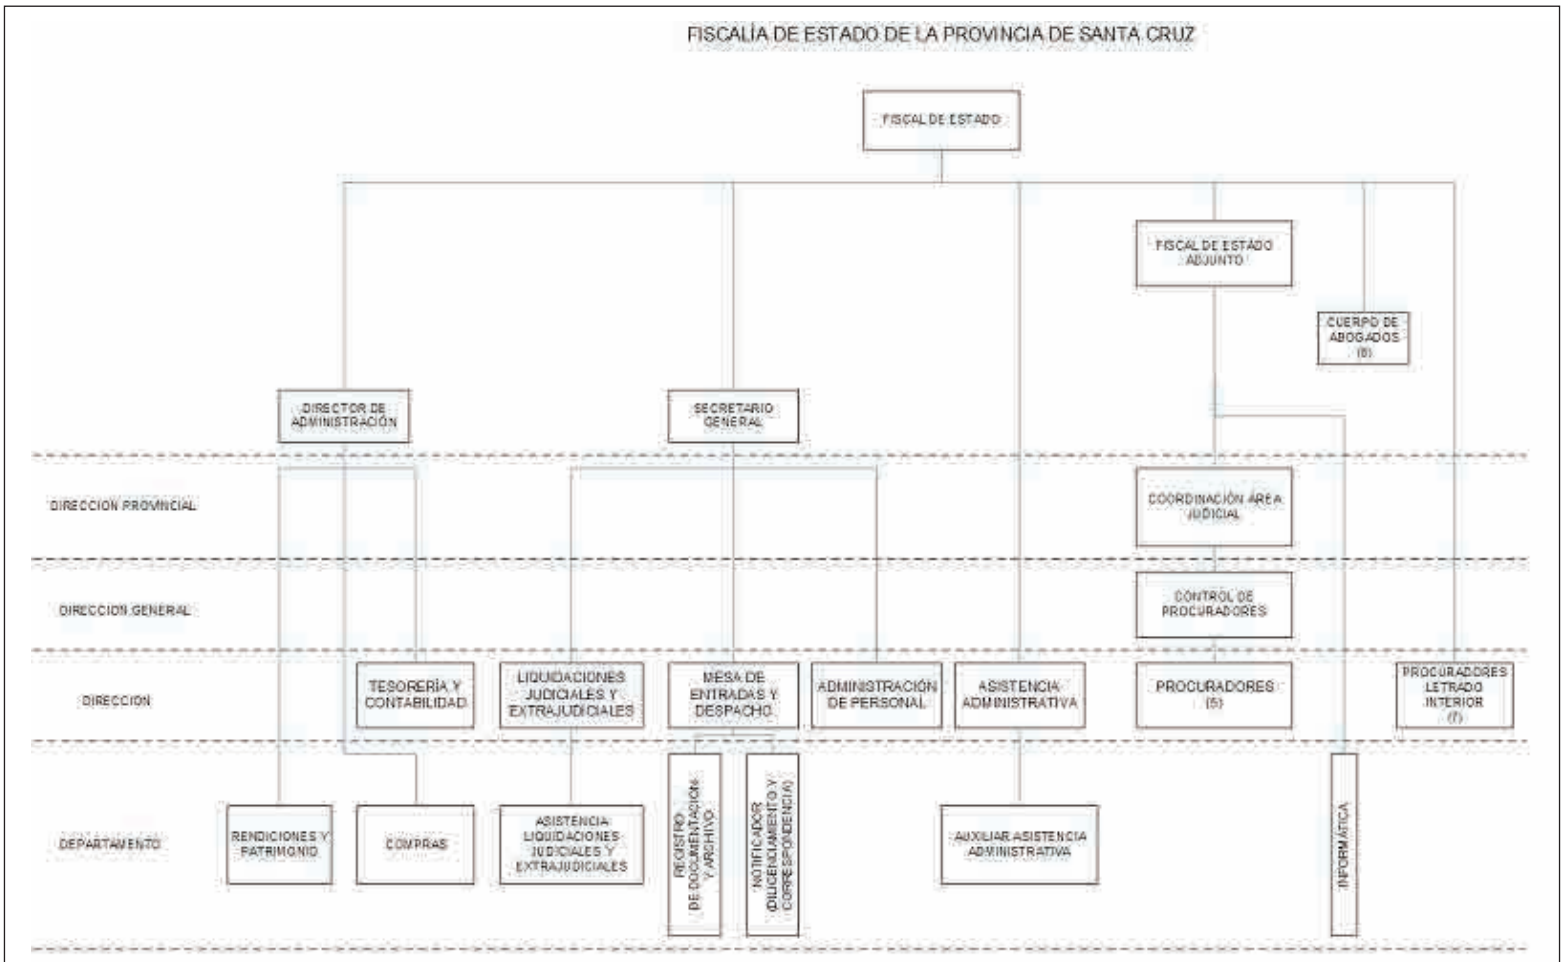 FISCALÍA DE ESTADO DE LA PROVINCIA DE SANTA CRUZ
FISCAL DE ESTADO
FISCAL DE ESTADO
ADJUNTO
CUERPO DE
ABOGADOS
DIRECTOR DE
ADMINISTRACIÓN
SECRETARIO
GENERAL
DIRECCION PROVINCIAL
COORDINACIÓN ÁREA
JUDICIAL
DIRECCION GENERAL
CONTROL DE
PROCURADORES
DIRECCION
TESORERÍA Y
CONTABILIDAD
LIQUIDACIONES
JUDICIALES Y
EXTRAJUDICIALES
MESA DE
ENTRADAS Y
DESPACHO
ADMINISTRACIÓN
DE PERSONAL
ASISTENCIA
ADMINISTRATIVA
PROCURADORES
(5)
PROCURADORES
LETRADO
INTERIOR
(7)
DEPARTAMENTO
RENDICIONES Y
PATRIMONIO
COMPRAS
ASISTENCIA
LIQUIDACIONES
JUDICIALES Y
EXTRAJUDICIALES
REGISTRO
DE DOCUMENTACION
Y ARCHIVO
NOTIFICADOR
(DILIGENCIAMIENTO Y
CORRESPONDENCIA)
AUXILIAR ASISTENCIA
ADMINISTRATIVA
INFORMÁTICA